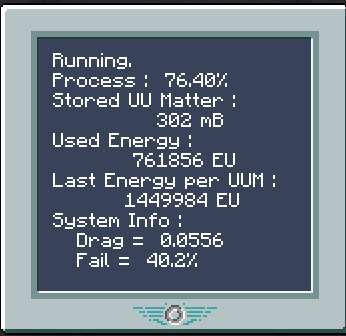 Running.
Process : 76.40%
Stored UU Matter :
302 mB
Used Energy :
761856 EU
Last Energy per UUM :
1449984 EU
System Info :
Drag = 0.0556
Fail = 40.2%